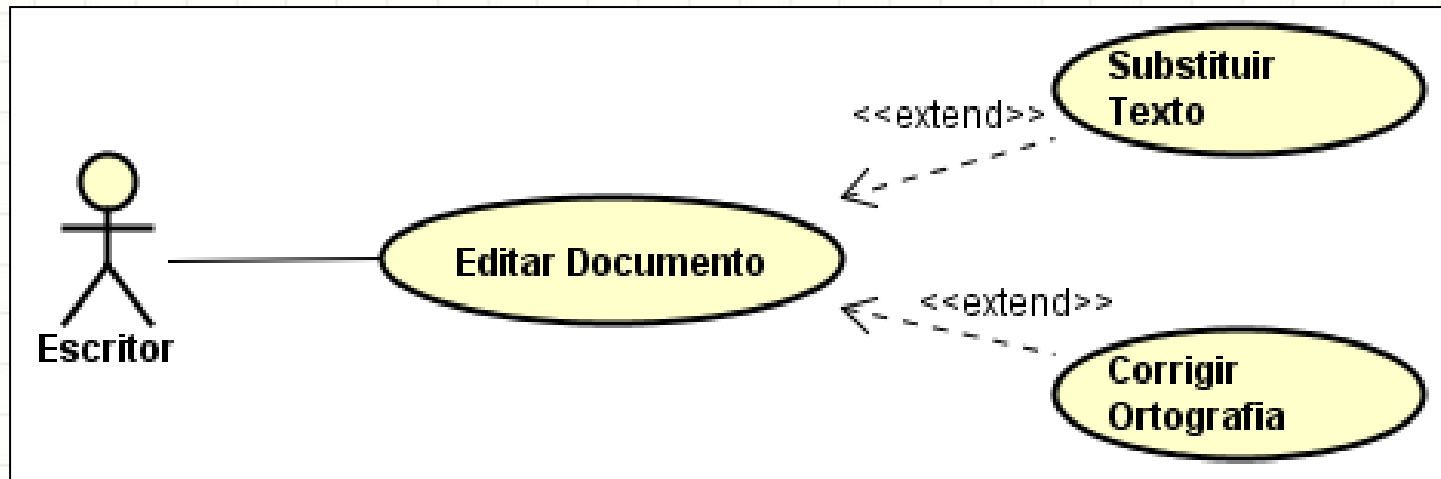 Substituir
Texto
<<extend>>
Editar Documento
<<extend>>
Escritor
Corrigir
Ortografia